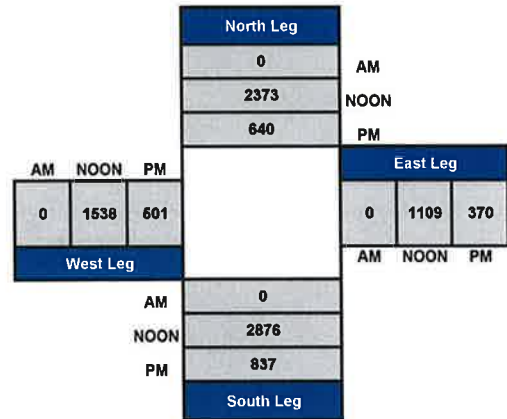 North Leg
0 AM
2373 NOON
640 PM
AM NOON PM
East Leg
0 1538 601
0 1109 370
West Leg
AM NOON PM
AM 0
NOON 2876
PM 837
South Leg